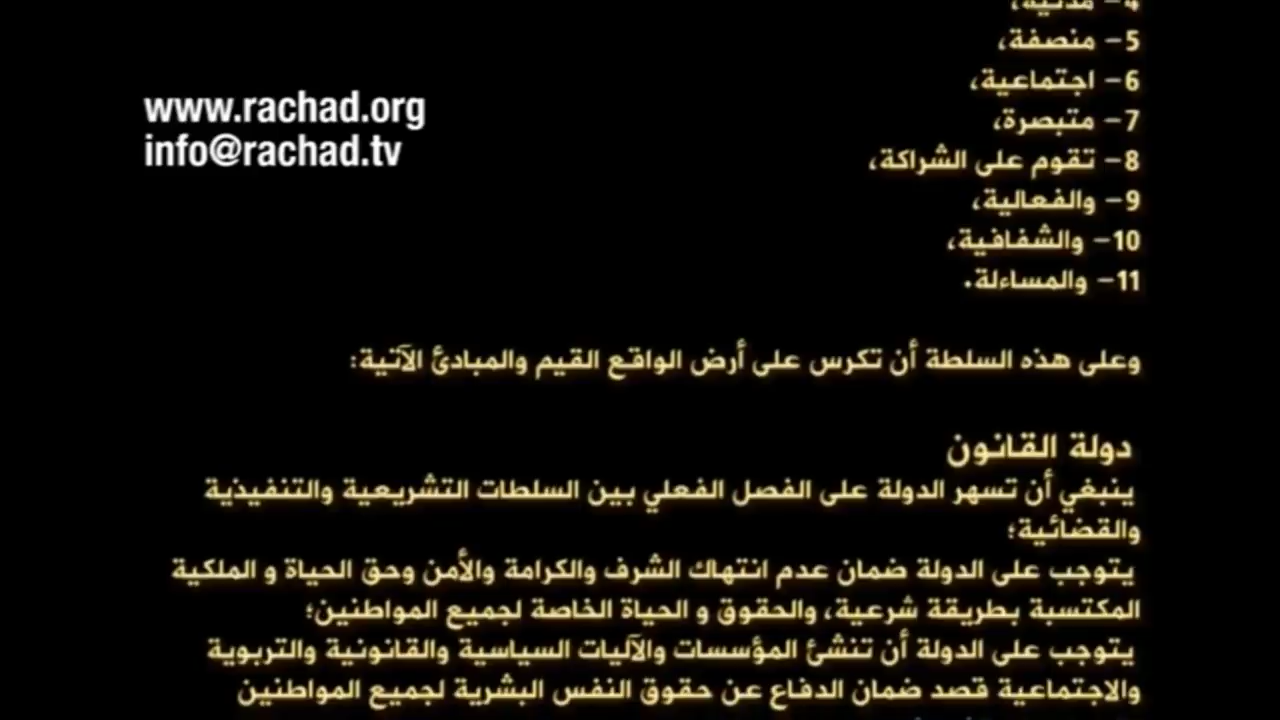 4– مدنية،
5– منصفة،
6– اجتماعية،
7– متبصرة،
8– تقوم على الشراكة،
9– والفعالية،
10– والشفافية،
11– والمساءلة.
www.rachad.org
info@rachad.tv
وعلى هذه السلطة أن تكرس على أرض الواقع القيم والمبادئ الآتية:
دولة القانون
ينبغي أن تسهر الدولة على الفصل الفعلي بين السلطات التشريعية والتنفيذية
والقضائية؛
يتوجب على الدولة ضمان عدم انتهاك الشرف والكرامة والأمن وحق الحياة و الملكية
المكتسبة بطريقة شرعية، والحقوق و الحياة الخاصة لجميع المواطنين؛
يتوجب على الدولة أن تنشئ المؤسسات والآليات السياسية والقانونية والتربوية
والاجتماعية قصد ضمان الدفاع عن حقوق النفس البشرية لجميع المواطنين